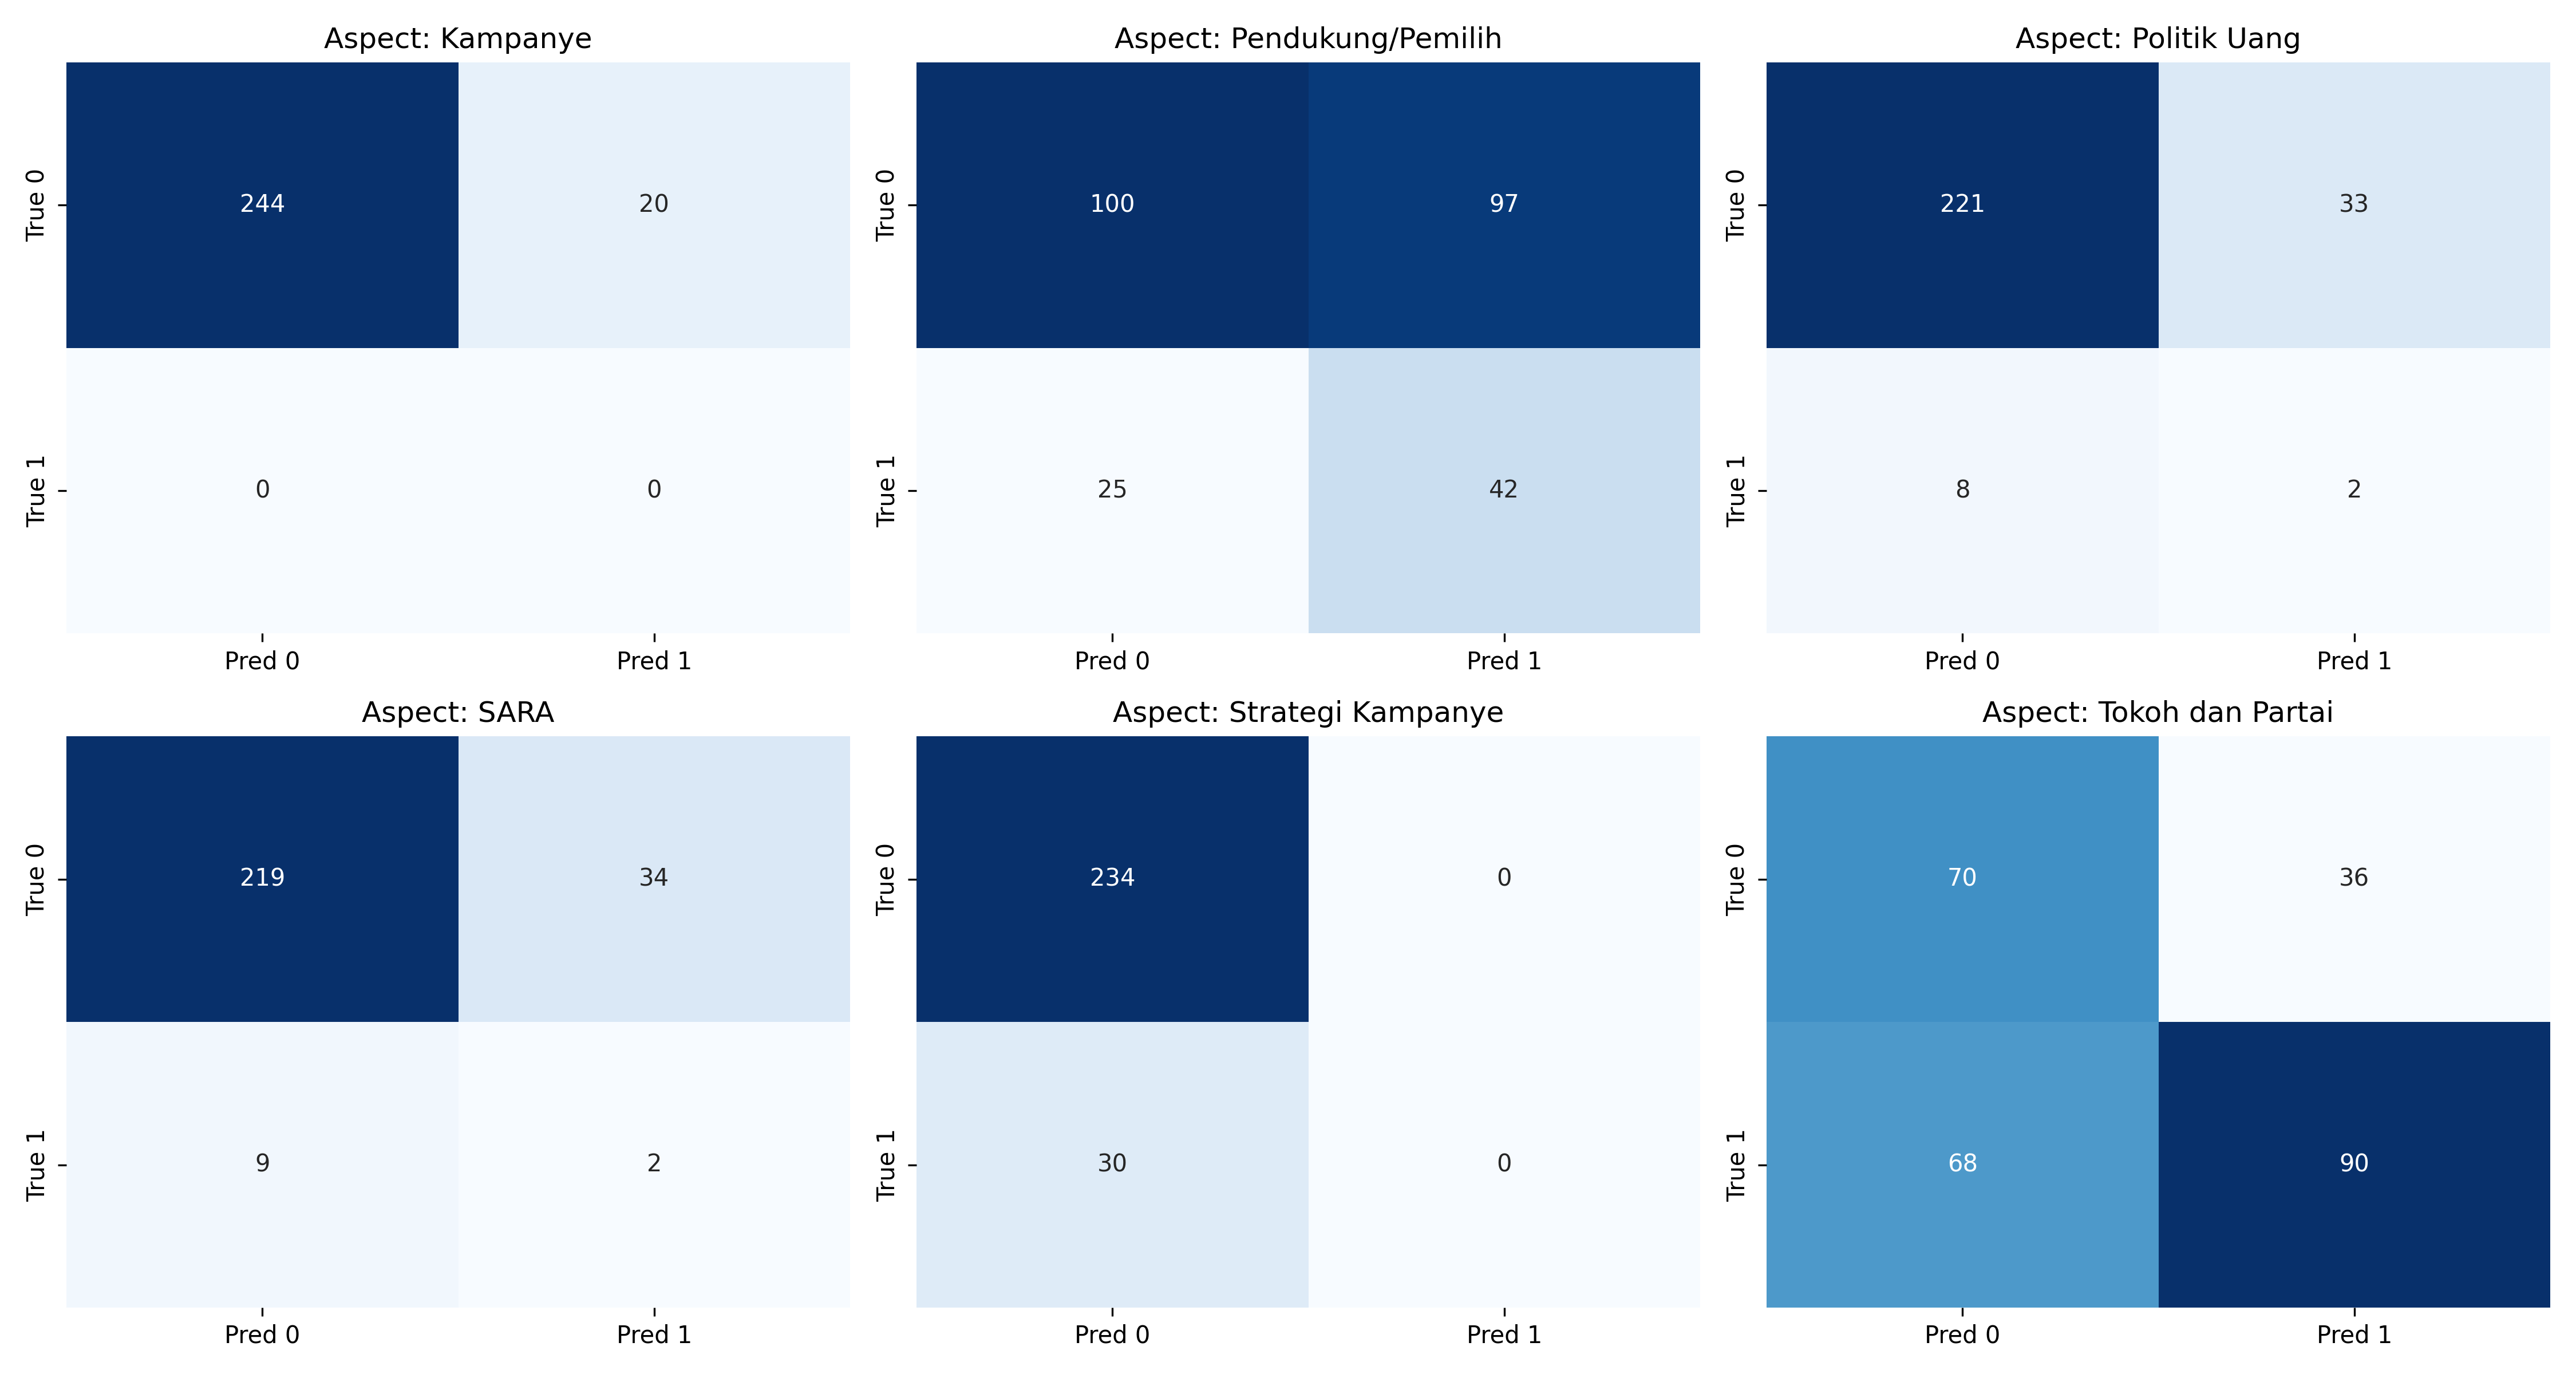 Aspect: Kampanye
True 0
244
20
True 1
0
0
Pred 0
Pred 1
Aspect: Pendukung/Pemilih
True 0
100
97
True 1
25
42
Pred 0
Pred 1
Aspect: Politik Uang
True 0
221
33
True 1
8
2
Pred 0
Pred 1
Aspect: SARA
True 0
219
34
True 1
9
2
Pred 0
Pred 1
Aspect: Strategi Kampanye
True 0
234
0
True 1
30
0
Pred 0
Pred 1
Aspect: Tokoh dan Partai
True 0
70
36
True 1
68
90
Pred 0
Pred 1